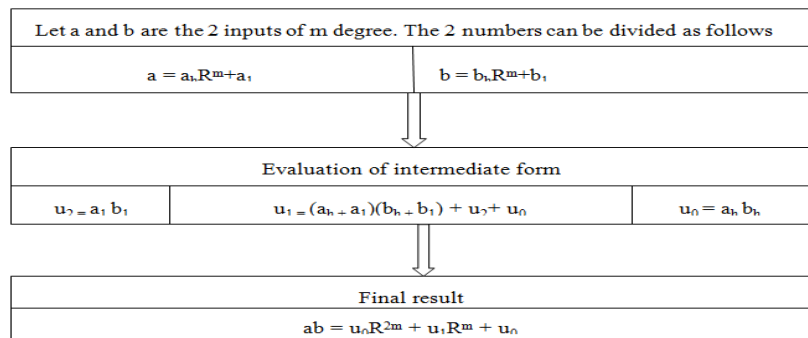 Let a and b are the 2 inputs of m degree. The 2 numbers can be divided as follows
a = aₕRᵐ+a₁ b = bₕRᵐ+b₁
Evaluation of intermediate form
u₂ = a₁ b₁ u₁ = (aₕ + a₁)(bₕ + b₁) + u₂+ u₀ u₀ = aₕ bₕ
Final result
ab = u₀R²ᵐ + u₁Rᵐ + u₀